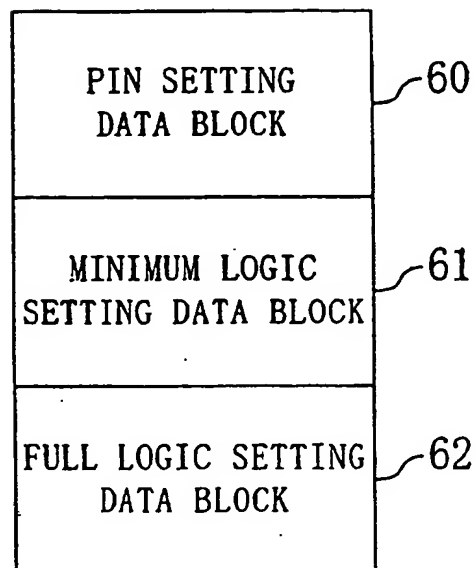 PIN SETTING
DATA BLOCK
60
MINIMUM LOGIC
SETTING DATA BLOCK
61
FULL LOGIC SETTING
DATA BLOCK
62